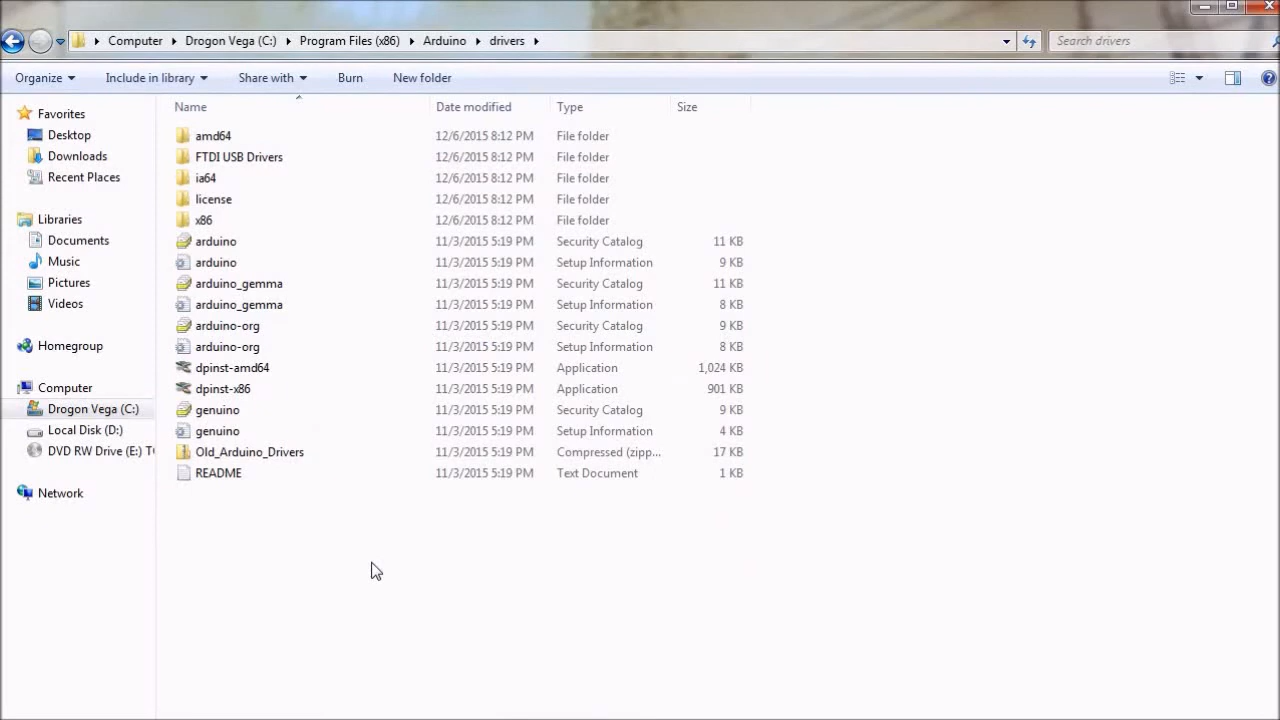 Computer Drogon Vega (C:) Program Files (x86) Arduino drivers Search drivers
Organize Include in library Share with Burn New folder
Favorites
Desktop
Downloads
Recent Places
Libraries
Documents
Music
Pictures
Videos
Homegroup
Computer
Drogon Vega (C:)
Local Disk (D:)
DVD RW Drive (E:)
Network
Name Date modified Type Size
amd64 12/6/2015 8:12 PM File folder
FTDI USB Drivers 12/6/2015 8:12 PM File folder
ia64 12/6/2015 8:12 PM File folder
license 12/6/2015 8:12 PM File folder
x86 12/6/2015 8:12 PM File folder
arduino 11/3/2015 5:19 PM Security Catalog 11 KB
arduino 11/3/2015 5:19 PM Setup Information 9 KB
arduino_gemma 11/3/2015 5:19 PM Security Catalog 11 KB
arduino_gemma 11/3/2015 5:19 PM Setup Information 8 KB
arduino-org 11/3/2015 5:19 PM Security Catalog 9 KB
arduino-org 11/3/2015 5:19 PM Setup Information 8 KB
dpinst-amd64 11/3/2015 5:19 PM Application 1,024 KB
dpinst-x86 11/3/2015 5:19 PM Application 901 KB
genuino 11/3/2015 5:19 PM Security Catalog 9 KB
genuino 11/3/2015 5:19 PM Setup Information 4 KB
Old_Arduino_Drivers 11/3/2015 5:19 PM Compressed (zipp... 17 KB
README 11/3/2015 5:19 PM Text Document 1 KB